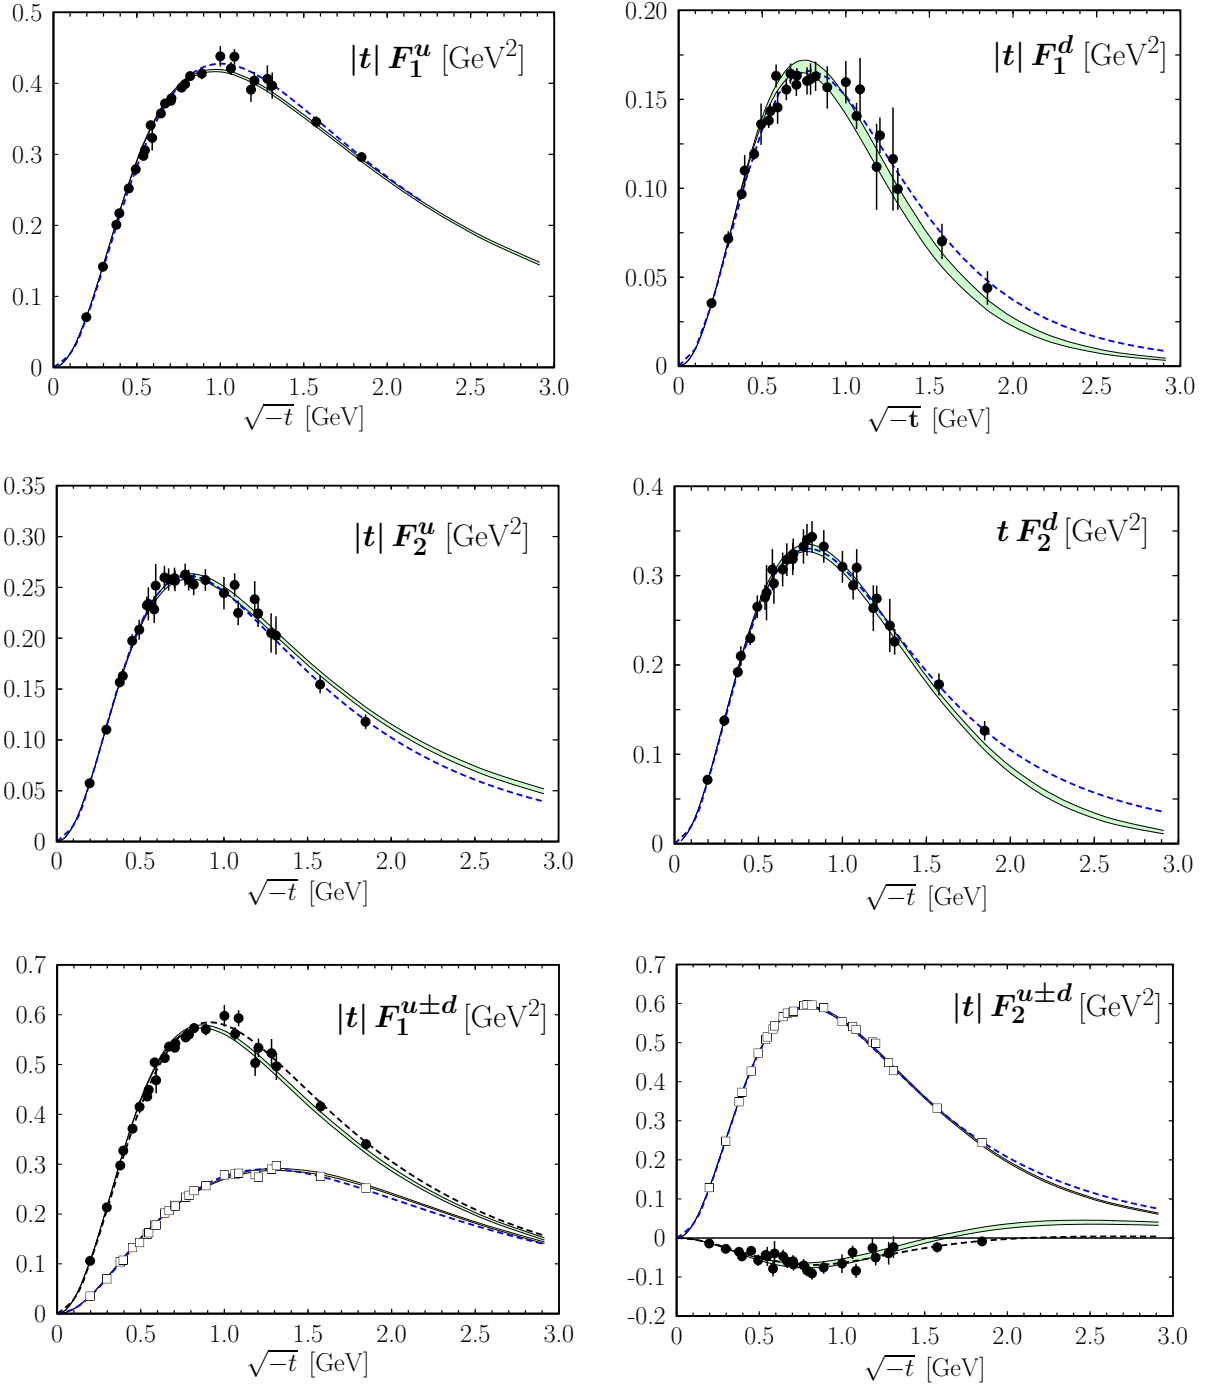 0.5
0.4
0.3
0.2
0.1
0
|t| F₁ᵘ [GeV²]
0 0.5 1.0 1.5 2.0 2.5 3.0
√−t [GeV]
0.20
0.15
0.10
0.05
0
|t| F₁ᵈ [GeV²]
0 0.5 1.0 1.5 2.0 2.5 3.0
√−t [GeV]
0.35
0.30
0.25
0.20
0.15
0.10
0.05
0
|t| F₂ᵘ [GeV²]
0 0.5 1.0 1.5 2.0 2.5 3.0
√−t [GeV]
0.4
0.3
0.2
0.1
0
t F₂ᵈ [GeV²]
0 0.5 1.0 1.5 2.0 2.5 3.0
√−t [GeV]
0.7
0.6
0.5
0.4
0.3
0.2
0.1
0
|t| F₁ᵘ±ᵈ [GeV²]
0 0.5 1.0 1.5 2.0 2.5 3.0
√−t [GeV]
0.7
0.6
0.5
0.4
0.3
0.2
0.1
0
-0.1
-0.2
|t| F₂ᵘ±ᵈ [GeV²]
0 0.5 1.0 1.5 2.0 2.5 3.0
√−t [GeV]